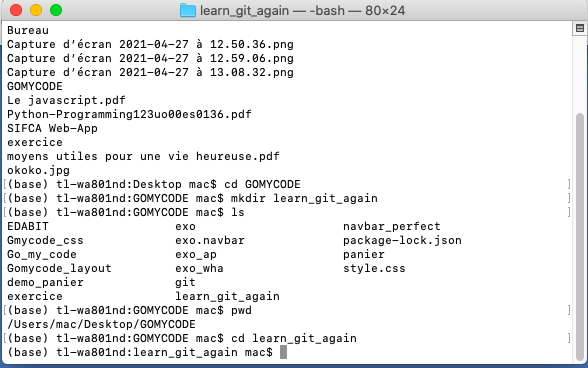 learn_git_again — -bash — 80×24
Bureau
Capture d’écran 2021-04-27 à 12.50.36.png
Capture d’écran 2021-04-27 à 12.59.06.png
Capture d’écran 2021-04-27 à 13.08.32.png
GOMYCODE
Le javascript.pdf
Python-Programming123uo00es0136.pdf
SIFCA Web-App
exercice
moyens utiles pour une vie heureuse.pdf
okoko.jpg
[(base) tl-wa801nd:Desktop mac$ cd GOMYCODE ]
[(base) tl-wa801nd:GOMYCODE mac$ mkdir learn_git_again ]
[(base) tl-wa801nd:GOMYCODE mac$ ls ]
EDABIT exo navbar_perfect
Gmycode_css exo.navbar package-lock.json
Go_my_code exo_ap panier
Gomycode_layout exo_wha style.css
demo_panier git
exercice learn_git_again
[(base) tl-wa801nd:GOMYCODE mac$ pwd ]
/Users/mac/Desktop/GOMYCODE
[(base) tl-wa801nd:GOMYCODE mac$ cd learn_git_again ]
(base) tl-wa801nd:learn_git_again mac$